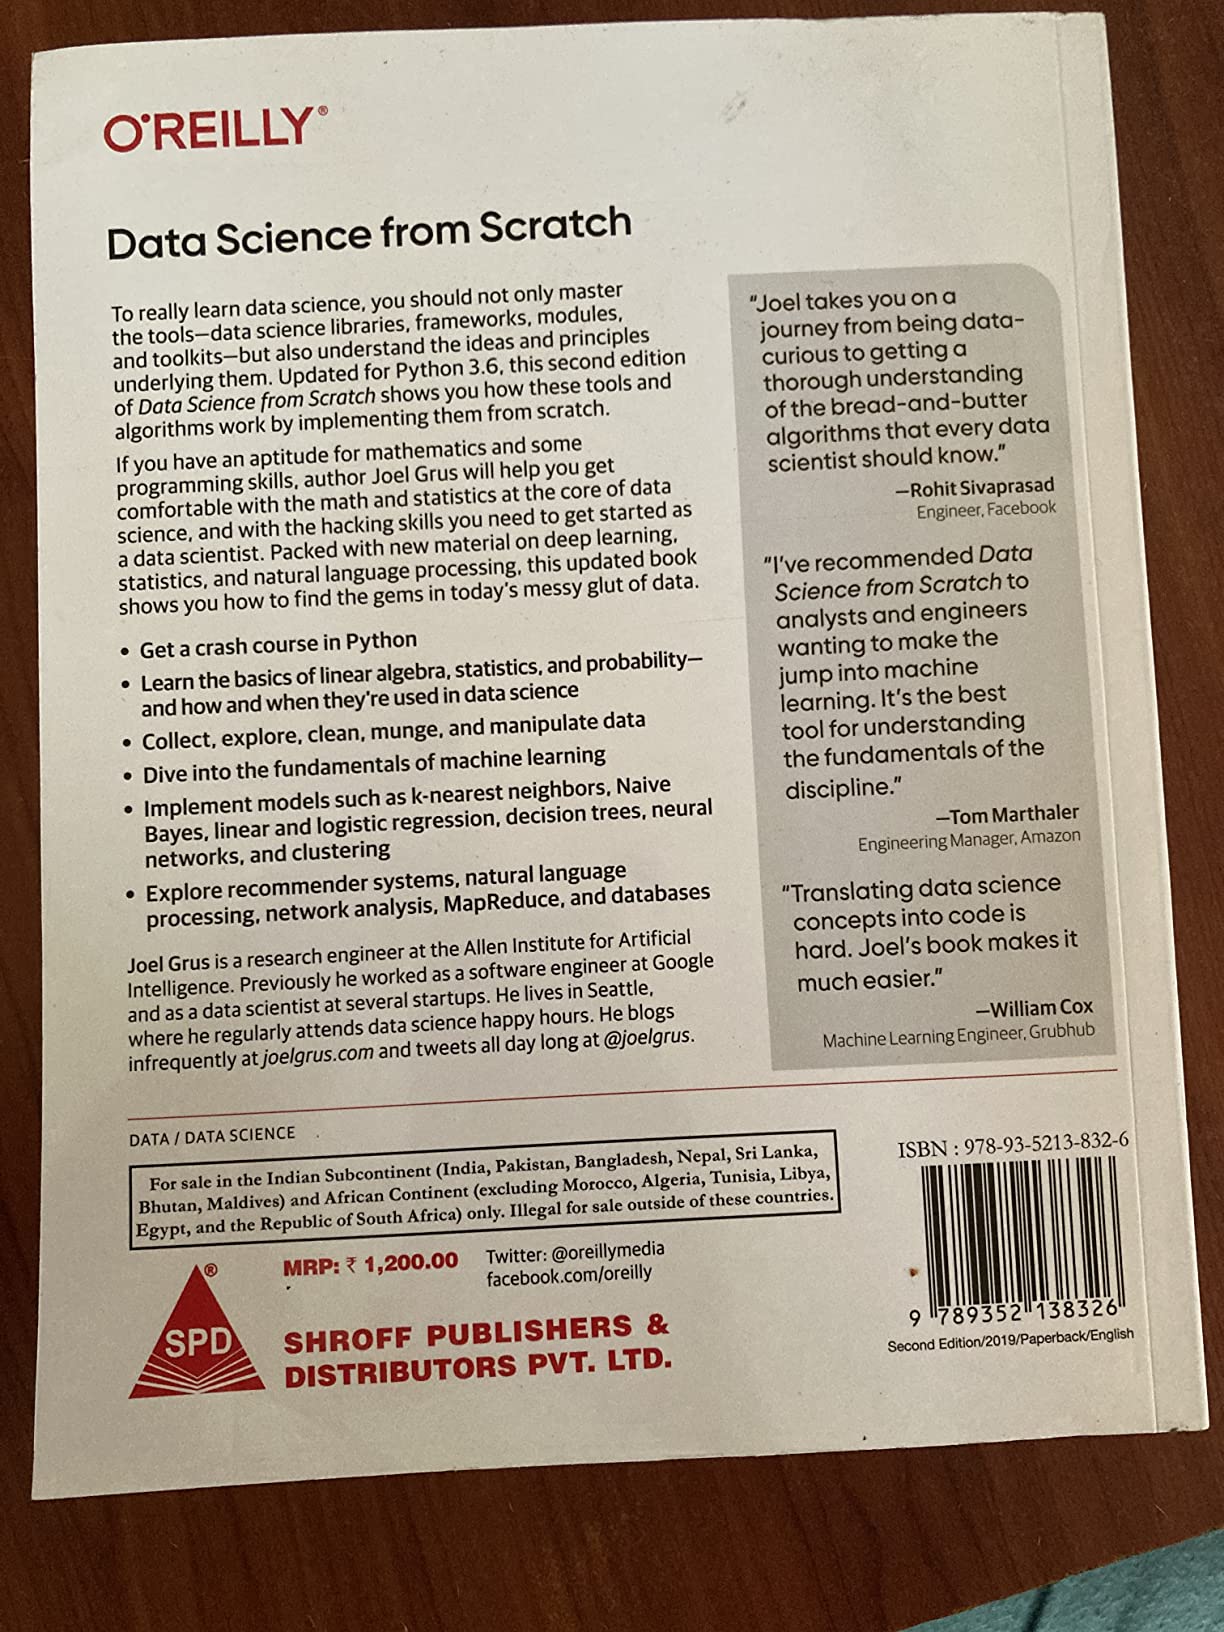 O'REILLY®
Data Science from Scratch
To really learn data science, you should not only master
the tools—data science libraries, frameworks, modules,
and toolkits—but also understand the ideas and principles
underlying them. Updated for Python 3.6, this second edition
of Data Science from Scratch shows you how these tools and
algorithms work by implementing them from scratch.
If you have an aptitude for mathematics and some
programming skills, author Joel Grus will help you get
comfortable with the math and statistics at the core of data
science, and with the hacking skills you need to get started as
a data scientist. Packed with new material on deep learning,
statistics, and natural language processing, this updated book
shows you how to find the gems in today's messy glut of data.
• Get a crash course in Python
• Learn the basics of linear algebra, statistics, and probability—
and how and when they're used in data science
• Collect, explore, clean, munge, and manipulate data
• Dive into the fundamentals of machine learning
• Implement models such as k-nearest neighbors, Naive
Bayes, linear and logistic regression, decision trees, neural
networks, and clustering
• Explore recommender systems, natural language
processing, network analysis, MapReduce, and databases
Joel Grus is a research engineer at the Allen Institute for Artificial
Intelligence. Previously he worked as a software engineer at Google
and as a data scientist at several startups. He lives in Seattle,
where he regularly attends data science happy hours. He blogs
infrequently at joelgrus.com and tweets all day long at @joelgrus.
"Joel takes you on a
journey from being data-
curious to getting a
thorough understanding
of the bread-and-butter
algorithms that every data
scientist should know."
—Rohit Sivaprasad
Engineer, Facebook
"I've recommended Data
Science from Scratch to
analysts and engineers
wanting to make the
jump into machine
learning. It's the best
tool for understanding
the fundamentals of the
discipline."
—Tom Marthaler
Engineering Manager, Amazon
"Translating data science
concepts into code is
hard. Joel's book makes it
much easier."
—William Cox
Machine Learning Engineer, Grubhub
DATA / DATA SCIENCE
For sale in the Indian Subcontinent (India, Pakistan, Bangladesh, Nepal, Sri Lanka,
Bhutan, Maldives) and African Continent (excluding Morocco, Algeria, Tunisia, Libya,
Egypt, and the Republic of South Africa) only. Illegal for sale outside of these countries.
MRP: ₹ 1,200.00
Twitter: @oreillymedia
facebook.com/oreilly
®
SPD
SHROFF PUBLISHERS &
DISTRIBUTORS PVT. LTD.
ISBN : 978-93-5213-832-6
9 789352 138326
Second Edition/2019/Paperback/English